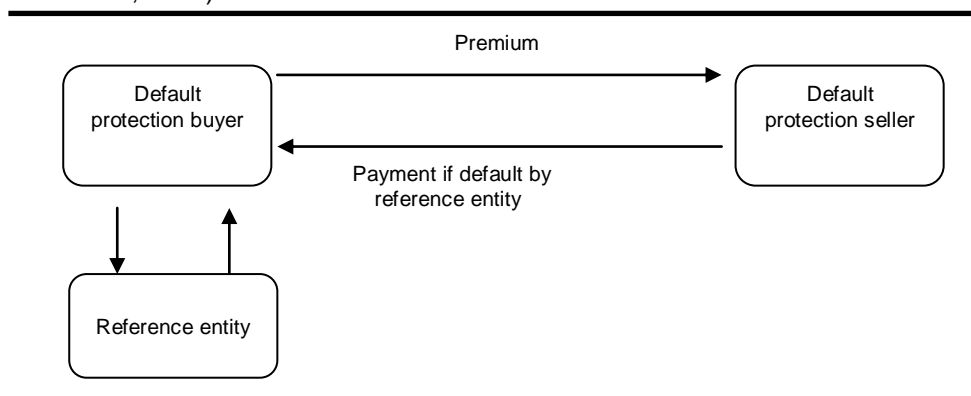 Premium
Default
protection buyer
Default
protection seller
Payment if default by
reference entity
Reference entity